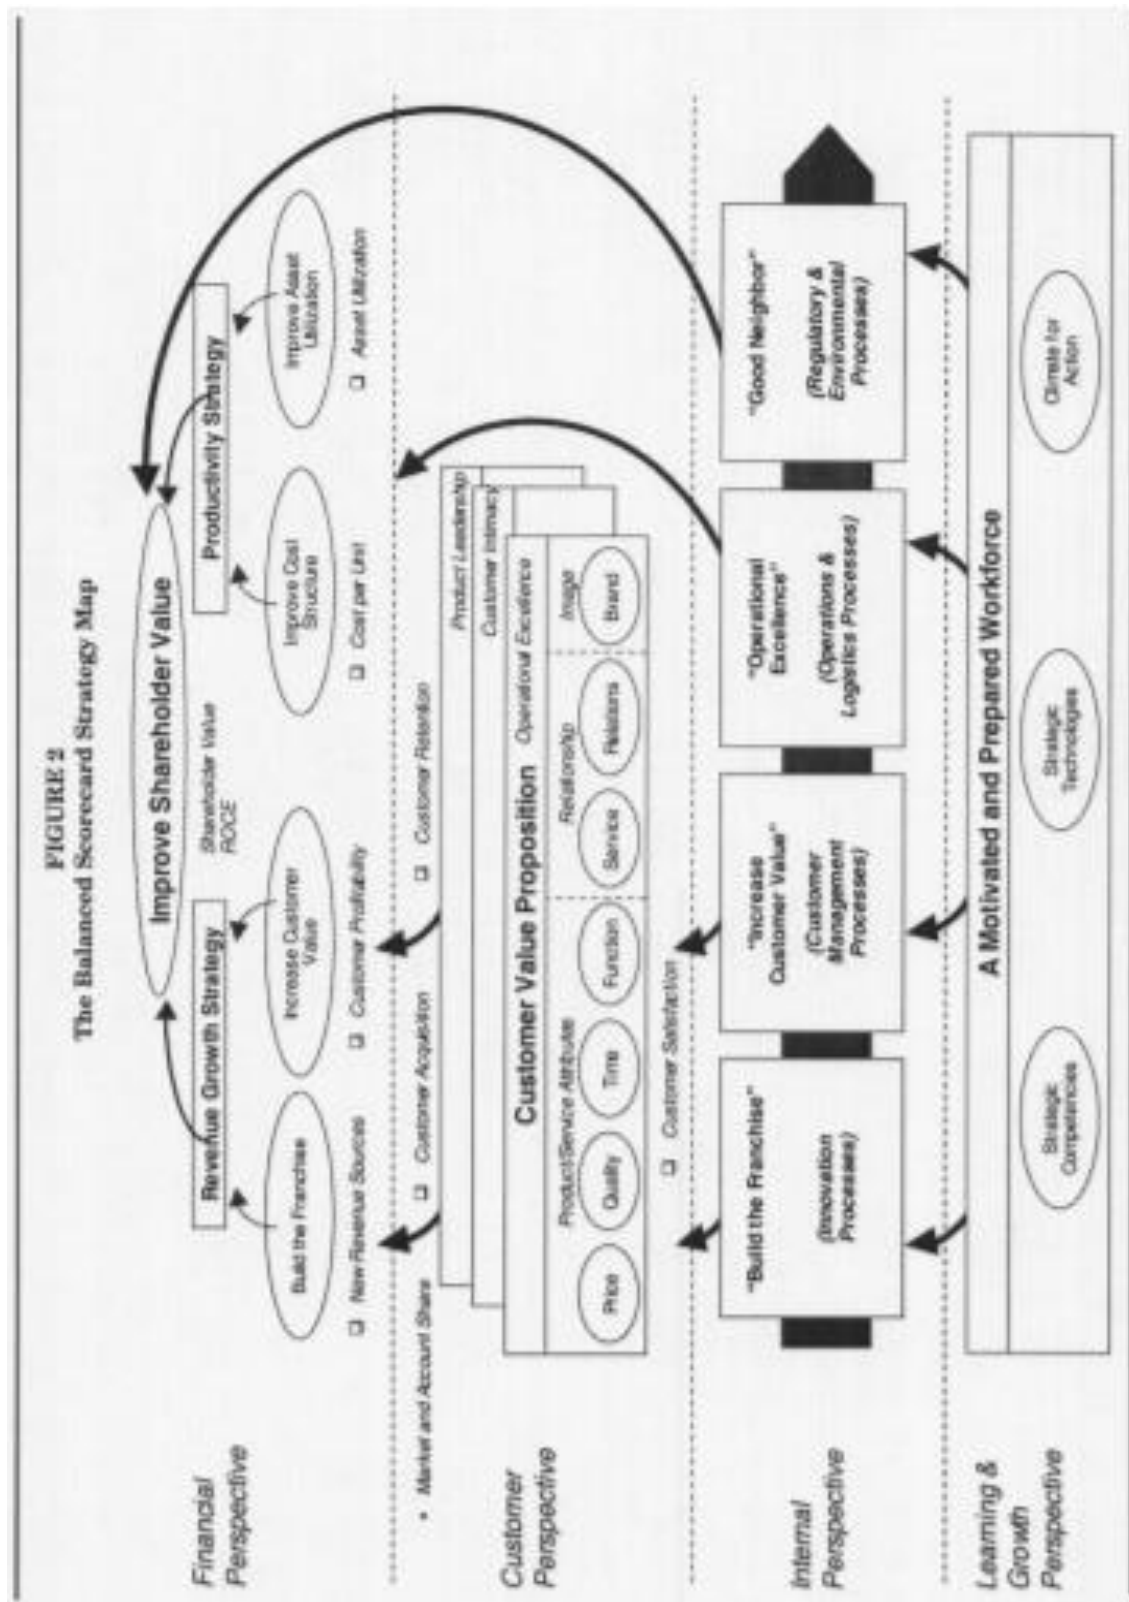 FIGURE 2
The Balanced Scorecard Strategy Map
Financial
Perspective
Improve Shareholder Value
Revenue Growth Strategy
Shareholder Value
ROCE
Productivity Strategy
Build the Franchise
Increase Customer
Value
Improve Cost
Structure
Improve Asset
Utilization
❑ New Revenue Sources
❑ Customer Profitability
❑ Cost per Unit
❑ Asset Utilization
• Market and Account Share
❑ Customer Acquisition
❑ Customer Retention
Customer
Perspective
Product Leadership
Customer Intimacy
Customer Value Proposition
Operational Excellence
Product/Service Attributes
Relationship
Image
Price
Quality
Time
Function
Service
Relations
Brand
❑ Customer Satisfaction
Internal
Perspective
"Build the Franchise"
(Innovation
Processes)
"Increase
Customer Value"
(Customer
Management
Processes)
"Operational
Excellence"
(Operations &
Logistics Processes)
"Good Neighbor"
(Regulatory &
Environmental
Processes)
Learning &
Growth
Perspective
A Motivated and Prepared Workforce
Strategic
Competencies
Strategic
Technologies
Climate for
Action